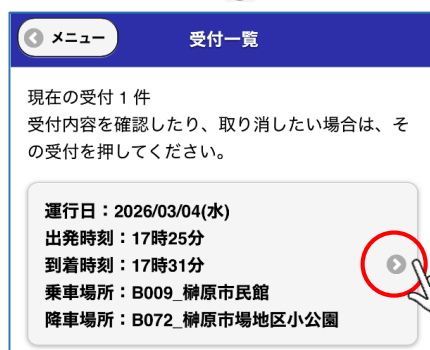 メニュー
受付一覧
現在の受付 1 件
受付内容を確認したり、取り消したい場合は、そ
の受付を押してください。
運行日：2026/03/04(水)
出発時刻：17時25分
到着時刻：17時31分
乗車場所：B009_榊原市民館
降車場所：B072_榊原市場地区小公園